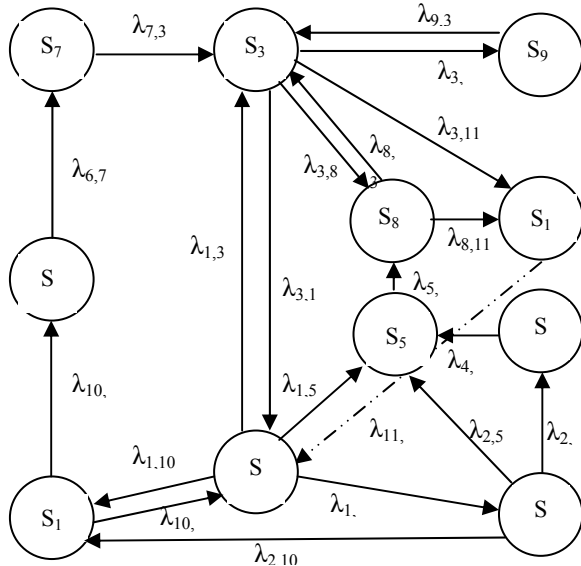 λ7,3
λ9.3
S7
S3
S9
λ3,
λ3,11
λ6,7
λ8,
3
λ3,8
S8
S1
λ8,11
S
λ1,3
λ3.1
λ5,
S5
S
λ4,
λ10,
λ1,5
λ11,
λ2,5
λ2,
λ1,10
S
λ1,
S1
λ10,
S
λ2.10